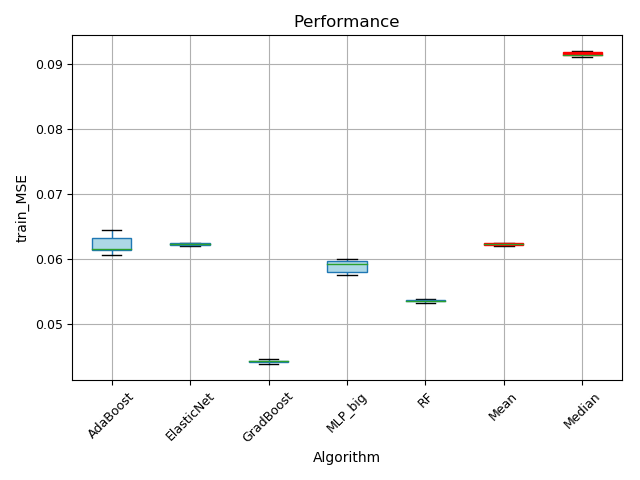 Performance
train_MSE
0.09
0.08
0.07
0.06
0.05
AdaBoost
ElasticNet
GradBoost
MLP_big
RF
Mean
Median
Algorithm